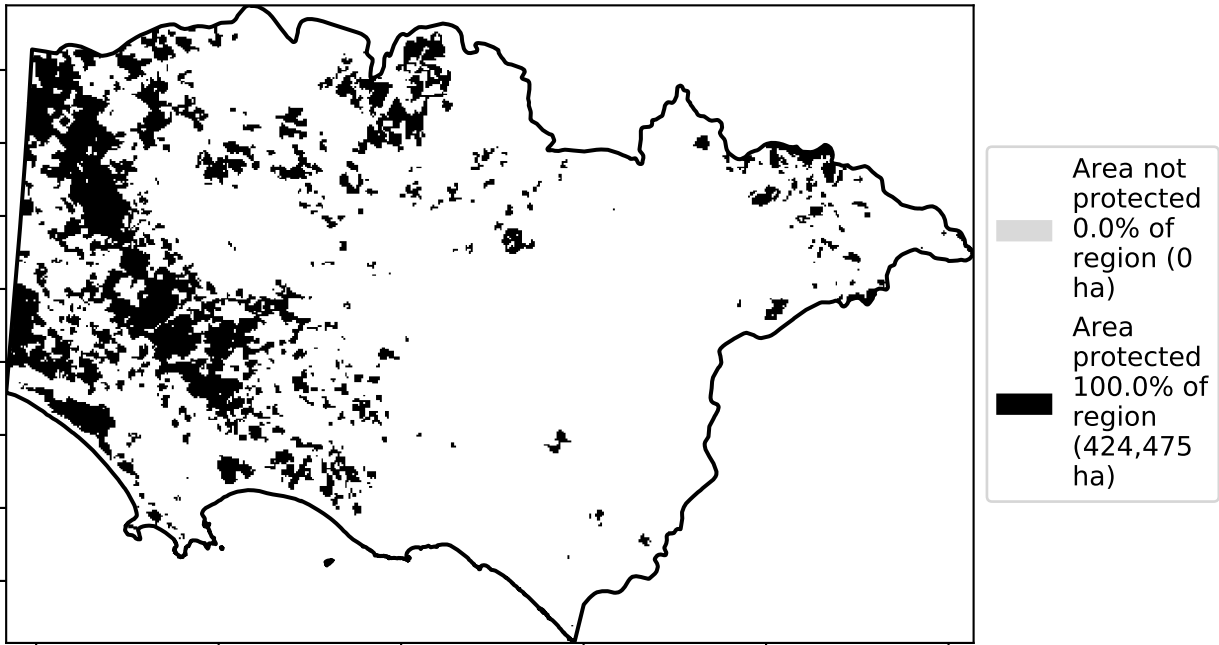 Area not
protected
0.0% of
region (0
ha)
Area
protected
100.0% of
region
(424,475
ha)